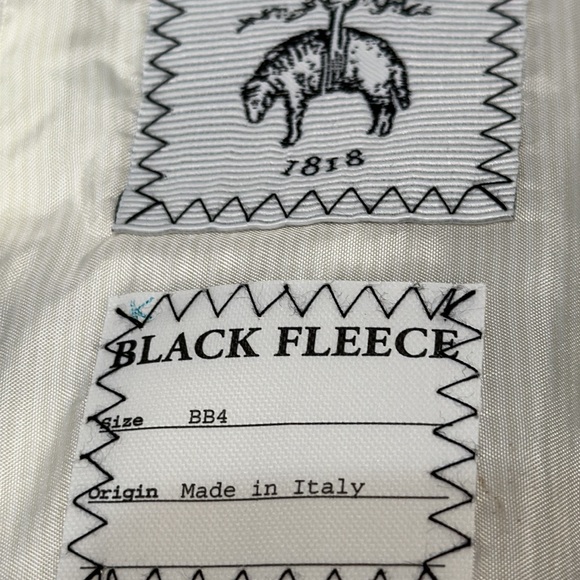 1818
BLACK FLEECE
Size BB4
Origin Made in Italy